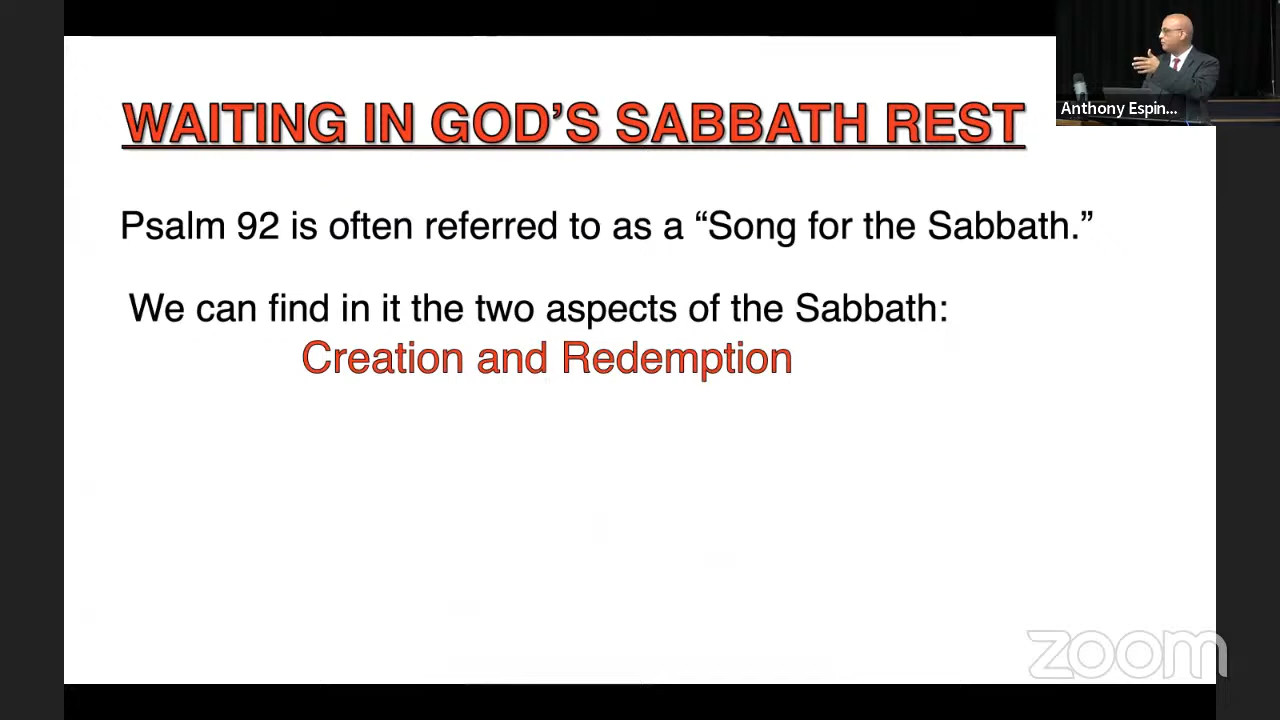 WAITING IN GOD’S SABBATH REST
Anthony Espin...
Psalm 92 is often referred to as a “Song for the Sabbath.”
We can find in it the two aspects of the Sabbath:
Creation and Redemption
zoom